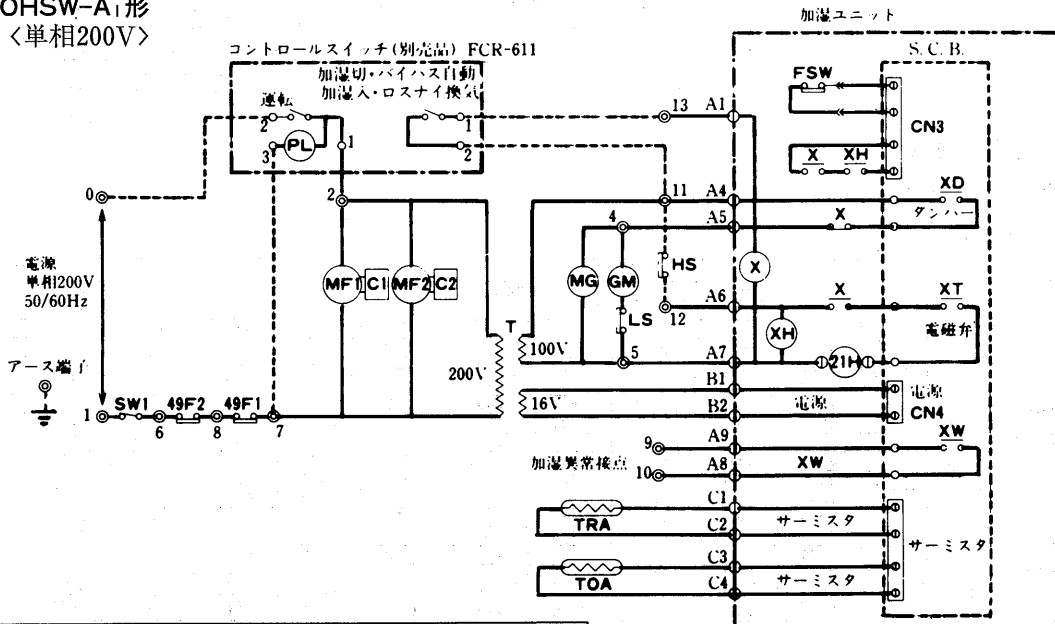 OHSW-A₁形
〈単相200V〉
加湿ユニット
コントロールスイッチ(別売品) FCR-611
加湿切・バイパス自動
加湿入・ロスナイ換気
運転
2
3
PL
1
1
2
S. C. B.
FSW
CN3
X
XH
13
A1
0
2
11
A4
XD
ダンパー
A5
X
4
電源
単相200V
50/60Hz
MF1
C1
MF2
C2
MG
GM
HS
X
LS
12
A6
X
XT
XH
電磁弁
T
100V
200V
5
A7
21H
アース端子
16V
B1
B2
電源
電源
CN4
1
SW1
6
49F2
8
49F1
7
加湿異常接点
9
10
A9
A8
XW
XW
TRA
C1
C2
サーミスタ
サーミスタ
TOA
C3
C4
サーミスタ